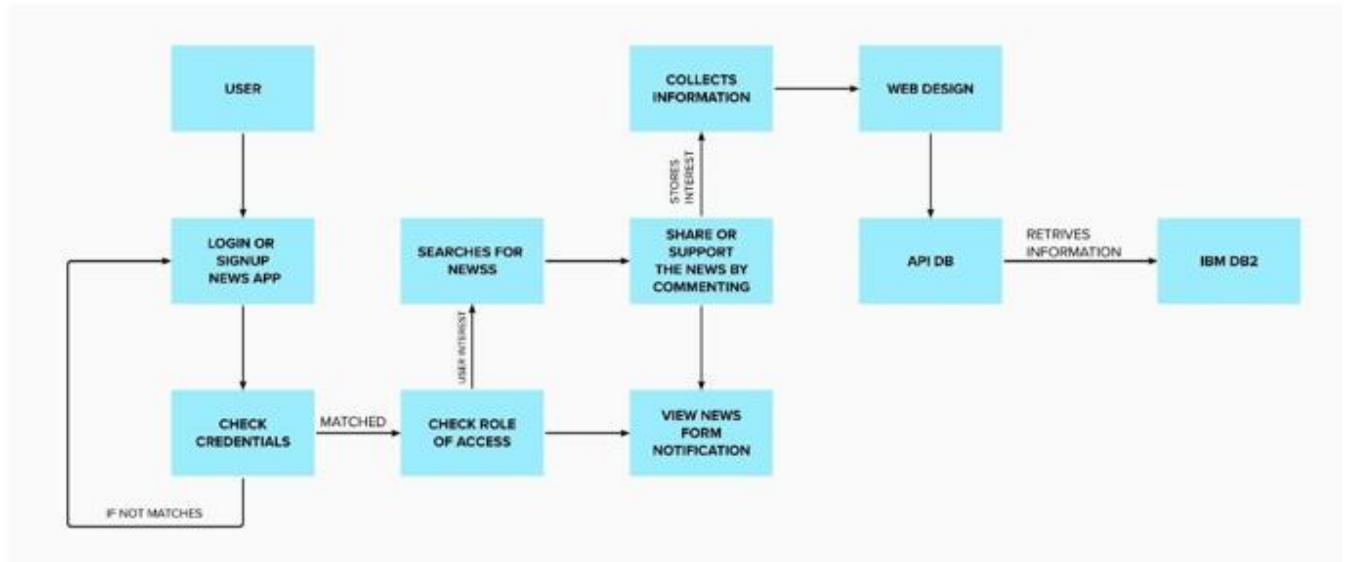 USER
COLLECTS
INFORMATION
WEB DESIGN
STORES
INTEREST
LOGIN OR
SIGNUP
NEWS APP
SEARCHES FOR
NEWSS
SHARE OR
SUPPORT
THE NEWS BY
COMMENTING
API DB
RETRIVES
INFORMATION
IBM DB2
USER INTEREST
CHECK
CREDENTIALS
MATCHED
CHECK ROLE
OF ACCESS
VIEW NEWS
FORM
NOTIFICATION
IF NOT MATCHES